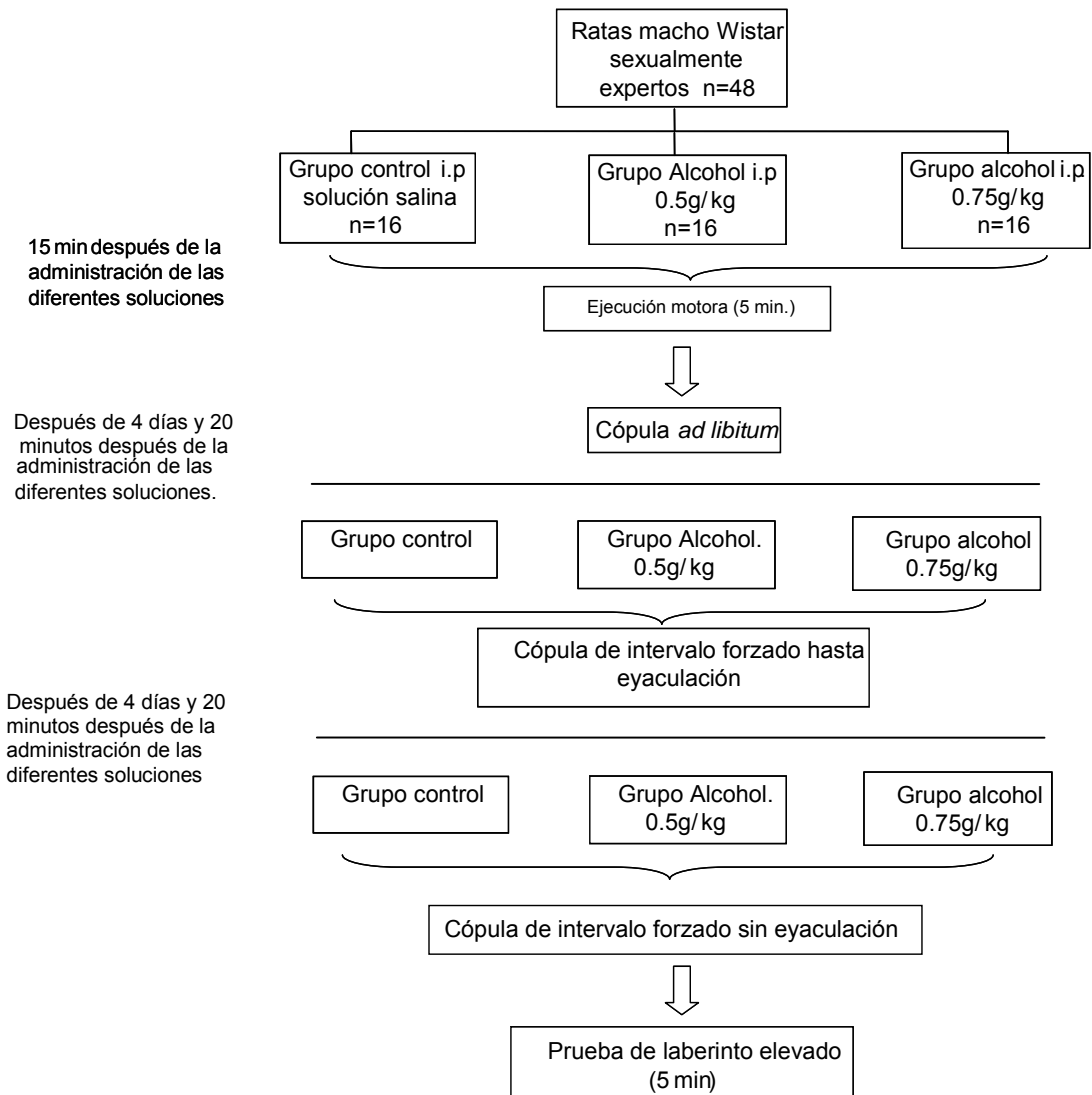 Ratas macho Wistar
sexualmente
expertos n=48
Grupo control i.p
solución salina
n=16
Grupo Alcohol i.p
0.5g/kg
n=16
Grupo alcohol i.p
0.75g/kg
n=16
15 min después de la
administración de las
diferentes soluciones
Ejecución motora (5 min.)
Después de 4 días y 20
minutos después de la
administración de las
diferentes soluciones.
Cópula ad libitum
Grupo control
Grupo Alcohol.
0.5g/kg
Grupo alcohol
0.75g/kg
Cópula de intervalo forzado hasta
eyaculación
Después de 4 días y 20
minutos después de la
administración de las
diferentes soluciones
Grupo control
Grupo Alcohol.
0.5g/kg
Grupo alcohol
0.75g/kg
Cópula de intervalo forzado sin eyaculación
Prueba de laberinto elevado
(5 min)